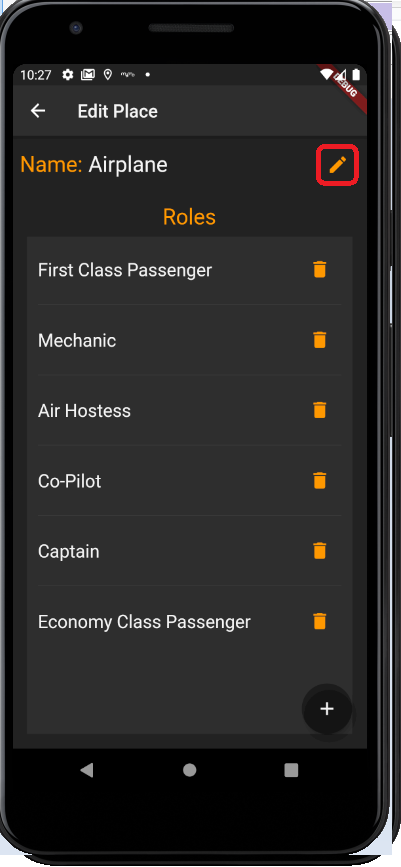 10:27
DEBUG
Edit Place
Name: Airplane
Roles
First Class Passenger
Mechanic
Air Hostess
Co-Pilot
Captain
Economy Class Passenger